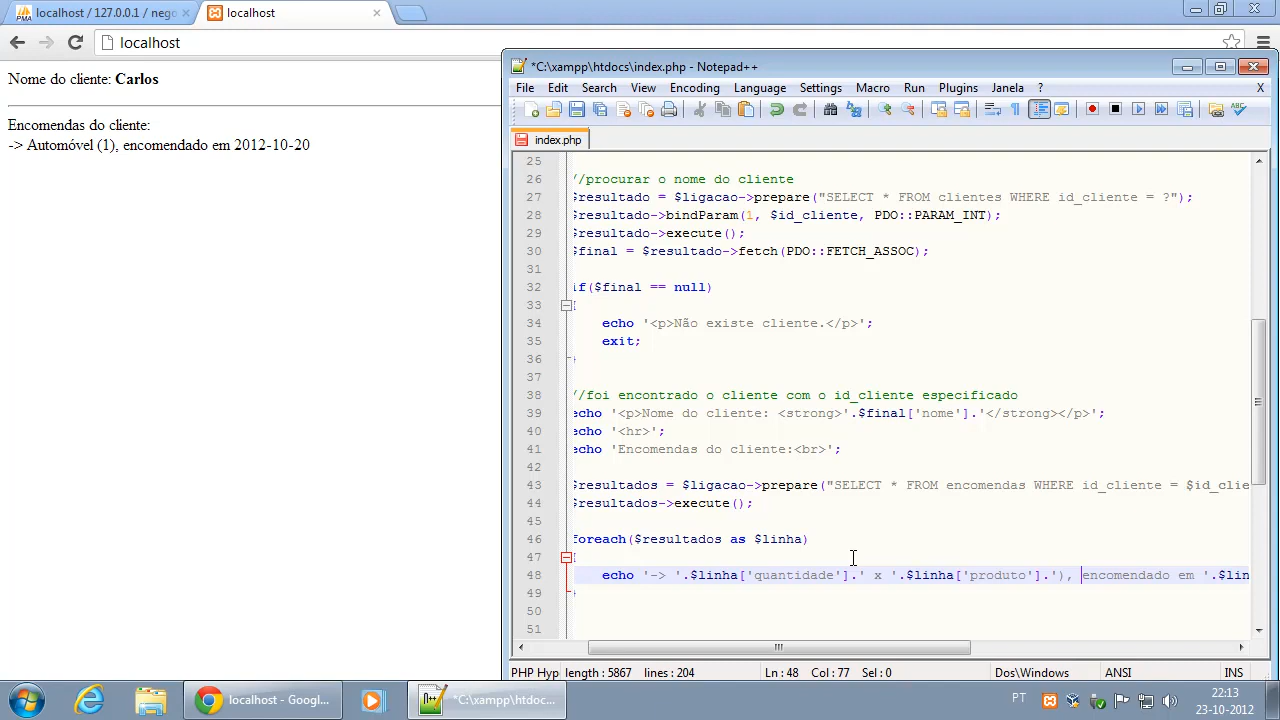 localhost / 127.0.0.1 / nego
localhost
localhost
Nome do cliente: Carlos
Encomendas do cliente:
-> Automóvel (1), encomendado em 2012-10-20
*C:\xampp\htdocs\index.php - Notepad++
File Edit Search View Encoding Language Settings Macro Run Plugins Janela ? X
index.php
25
26 //procurar o nome do cliente
27 $resultado = $ligacao->prepare("SELECT * FROM clientes WHERE id_cliente = ?");
28 $resultado->bindParam(1, $id_cliente, PDO::PARAM_INT);
29 $resultado->execute();
30 $final = $resultado->fetch(PDO::FETCH_ASSOC);
31
32 if($final == null)
33 {
34 echo '<p>Não existe cliente.</p>';
35 exit;
36 }
37
38 //foi encontrado o cliente com o id_cliente especificado
39 echo '<p>Nome do cliente: <strong>'.$final['nome'].'</strong></p>';
40 echo '<hr>';
41 echo 'Encomendas do cliente:<br>';
42
43 $resultados = $ligacao->prepare("SELECT * FROM encomendas WHERE id_cliente = $id_clie
44 $resultados->execute();
45
46 foreach($resultados as $linha)
47 {
48 echo '-> '.$linha['quantidade'].' x '.$linha['produto'].'), encomendado em '.$lin
49 }
50
51
PHP Hyp length : 5867 lines : 204 Ln : 48 Col : 77 Sel : 0 Dos\Windows ANSI INS
localhost - Googl...
*C:\xampp\htdoc...
PT
22:13
23-10-2012